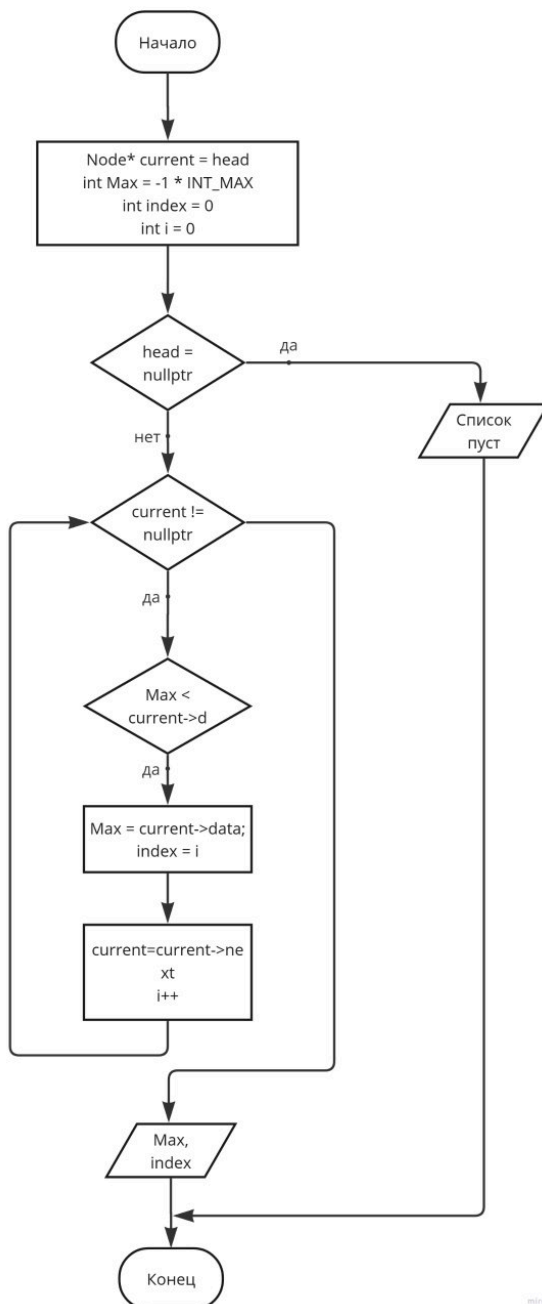 Начало
Node* current = head
int Max = -1 * INT_MAX
int index = 0
int i = 0
head =
nullptr
да
Список
пуст
нет
current !=
nullptr
да
Max <
current->d
да
Max = current->data;
index = i
current=current->ne
xt
i++
Max,
index
Конец